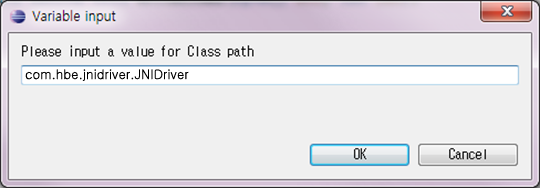 Variable input
Please input a value for Class path
com.hbe.jnidriver.JNIDriver
OK
Cancel